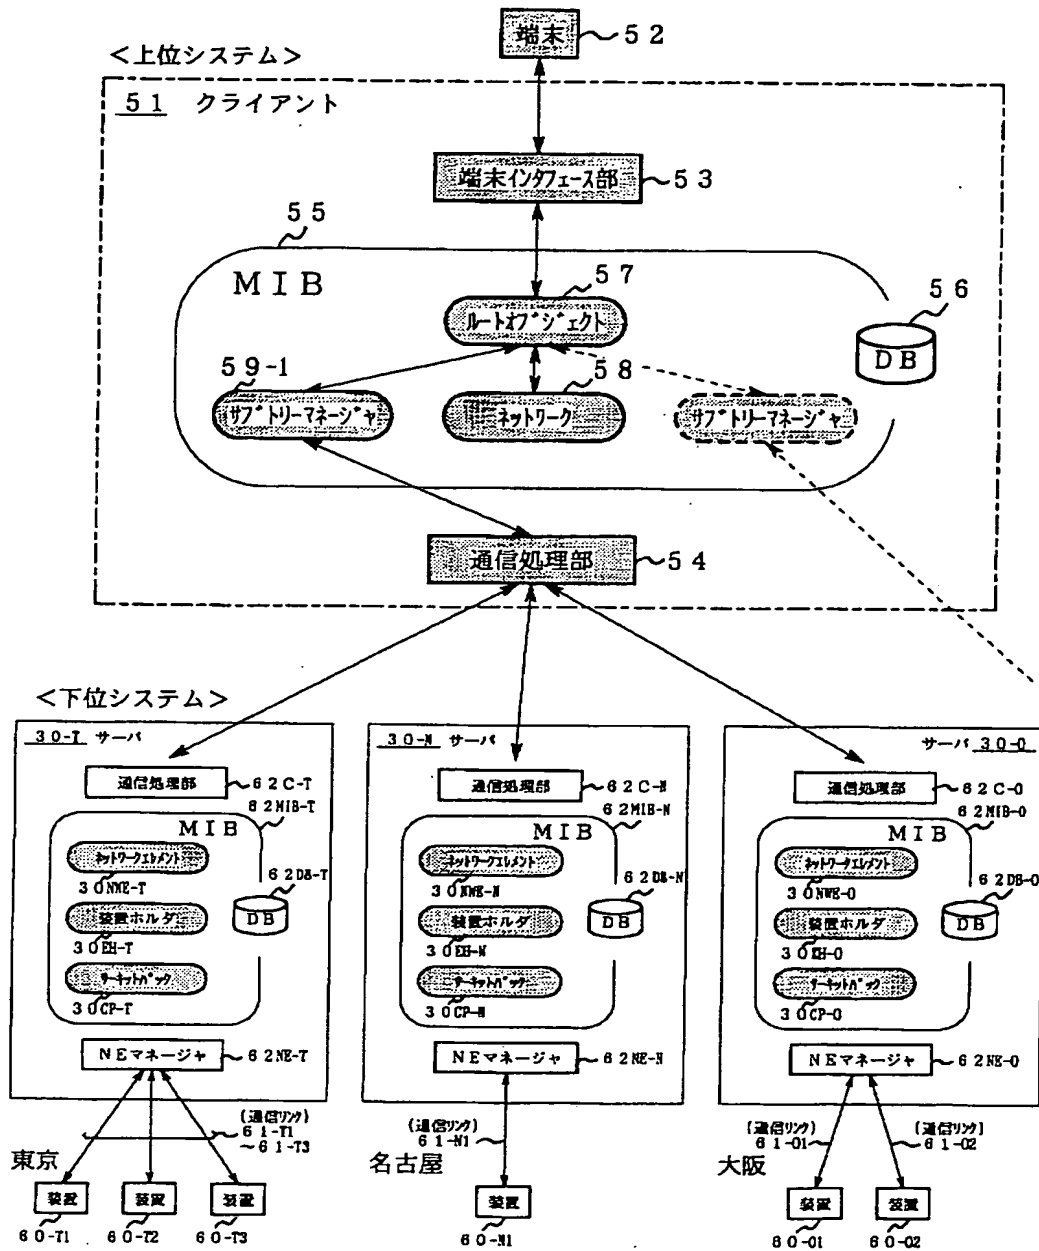 端末
52
<上位システム>
51 クライアント
端末インタフェース部
53
55
MIB
57
ルートオブジェクト
56
DB
59-1
58
サブトリーマネージャ
ネットワーク
サブトリーマネージャ
通信処理部
54
<下位システム>
30-T サーバ
通信処理部
62C-T
62MIB-T
MIB
ネットワークエレメント
30NWE-T
62DB-T
DB
装置ホルダ
30EH-T
サーキットパック
30CP-T
NEマネージャ
62NE-T
(通信リンク)
61-T1
~61-T3
東京
装置
装置
装置
60-T1
60-T2
60-T3
30-N サーバ
通信処理部
62C-N
62MIB-N
MIB
ネットワークエレメント
30NWE-N
62DB-N
DB
装置ホルダ
30EH-N
サーキットパック
30CP-N
NEマネージャ
62NE-N
(通信リンク)
61-N1
名古屋
装置
60-N1
サーバ 30-O
通信処理部
62C-O
62MIB-O
MIB
ネットワークエレメント
30NWE-O
62DB-O
DB
装置ホルダ
30EH-O
サーキットパック
30CP-O
NEマネージャ
62NE-O
(通信リンク)
61-O1
(通信リンク)
61-O2
大阪
装置
装置
60-O1
60-O2